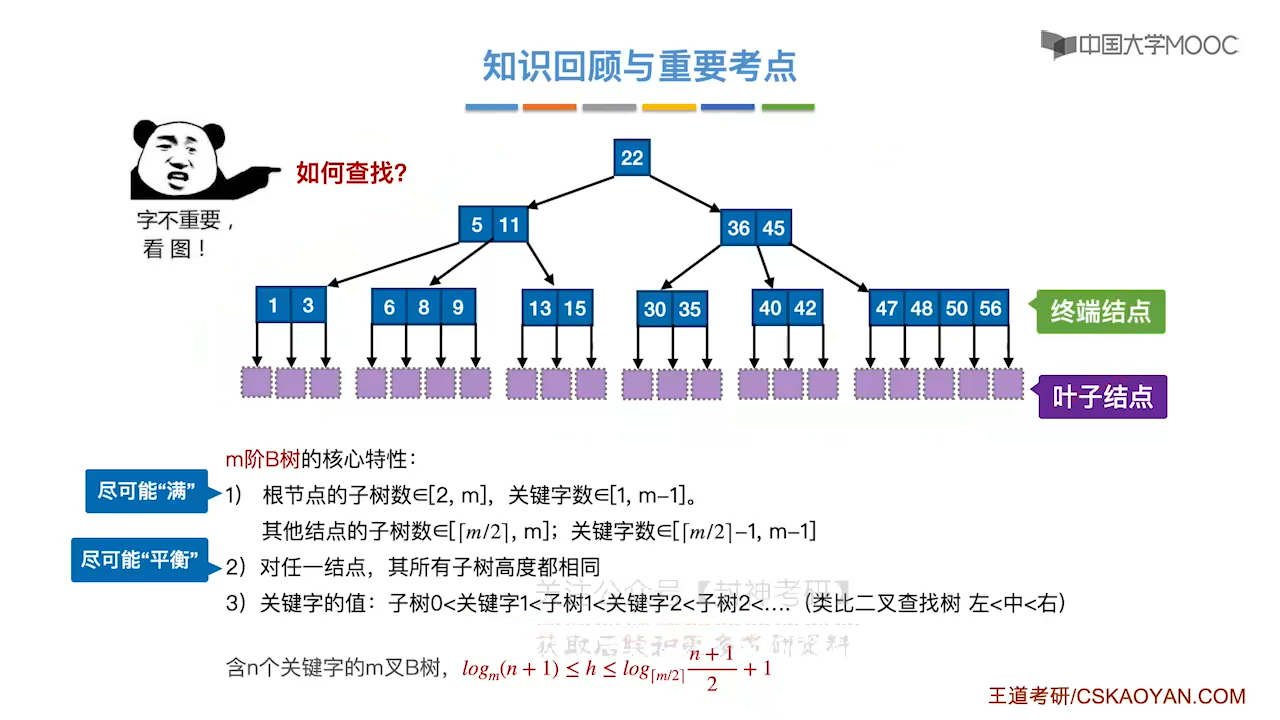 中国大学MOOC
知识回顾与重要考点
如何查找?
字不重要，
看 图！
22
5 11
36 45
1 3
6 8 9
13 15
30 35
40 42
47 48 50 56
终端结点
叶子结点
m阶B树的核心特性：
尽可能“满”
1） 根节点的子树数∈[2, m]，关键字数∈[1, m–1]。
其他结点的子树数∈[⌈m/2⌉, m]；关键字数∈[⌈m/2⌉–1, m–1]
尽可能“平衡”
2）对任一结点，其所有子树高度都相同
关注公众号【封神考研】
3）关键字的值：子树0<关键字1<子树1<关键字2<子树2<….（类比二叉查找树 左<中<右）
获取后续和更多考研资料
含n个关键字的m叉B树，log_m(n + 1) ≤ h ≤ log_⌈m/2⌉ (n + 1)/2 + 1
王道考研/CSKAOYAN.COM